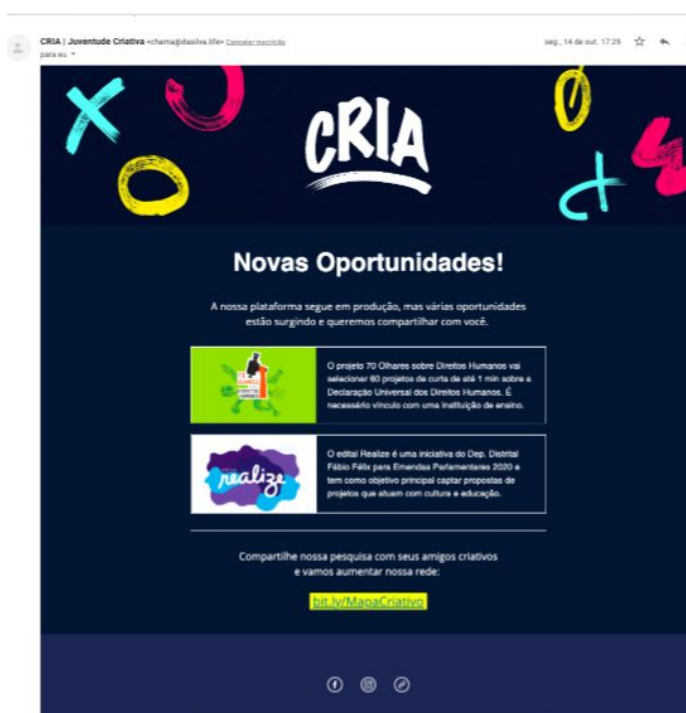 CRIA | Juventude Criativa <chama@dasilva.life> Cancelar inscrição
seg., 14 de out. 17:29
para eu
CRIA
Novas Oportunidades!
A nossa plataforma segue em produção, mas várias oportunidades
estão surgindo e queremos compartilhar com você.
O projeto 70 Olhares sobre Direitos Humanos vai
selecionar 60 projetos de curta de até 1 min sobre a
Declaração Universal dos Direitos Humanos. É
necessário vínculo com uma instituição de ensino.
realize
O edital Realize é uma iniciativa do Dep. Distrital
Fábio Félix para Emendas Parlamentares 2020 e
tem como objetivo principal captar propostas de
projetos que atuam com cultura e educação.
Compartilhe nossa pesquisa com seus amigos criativos
e vamos aumentar nossa rede:
bit.ly/MapaCriativo